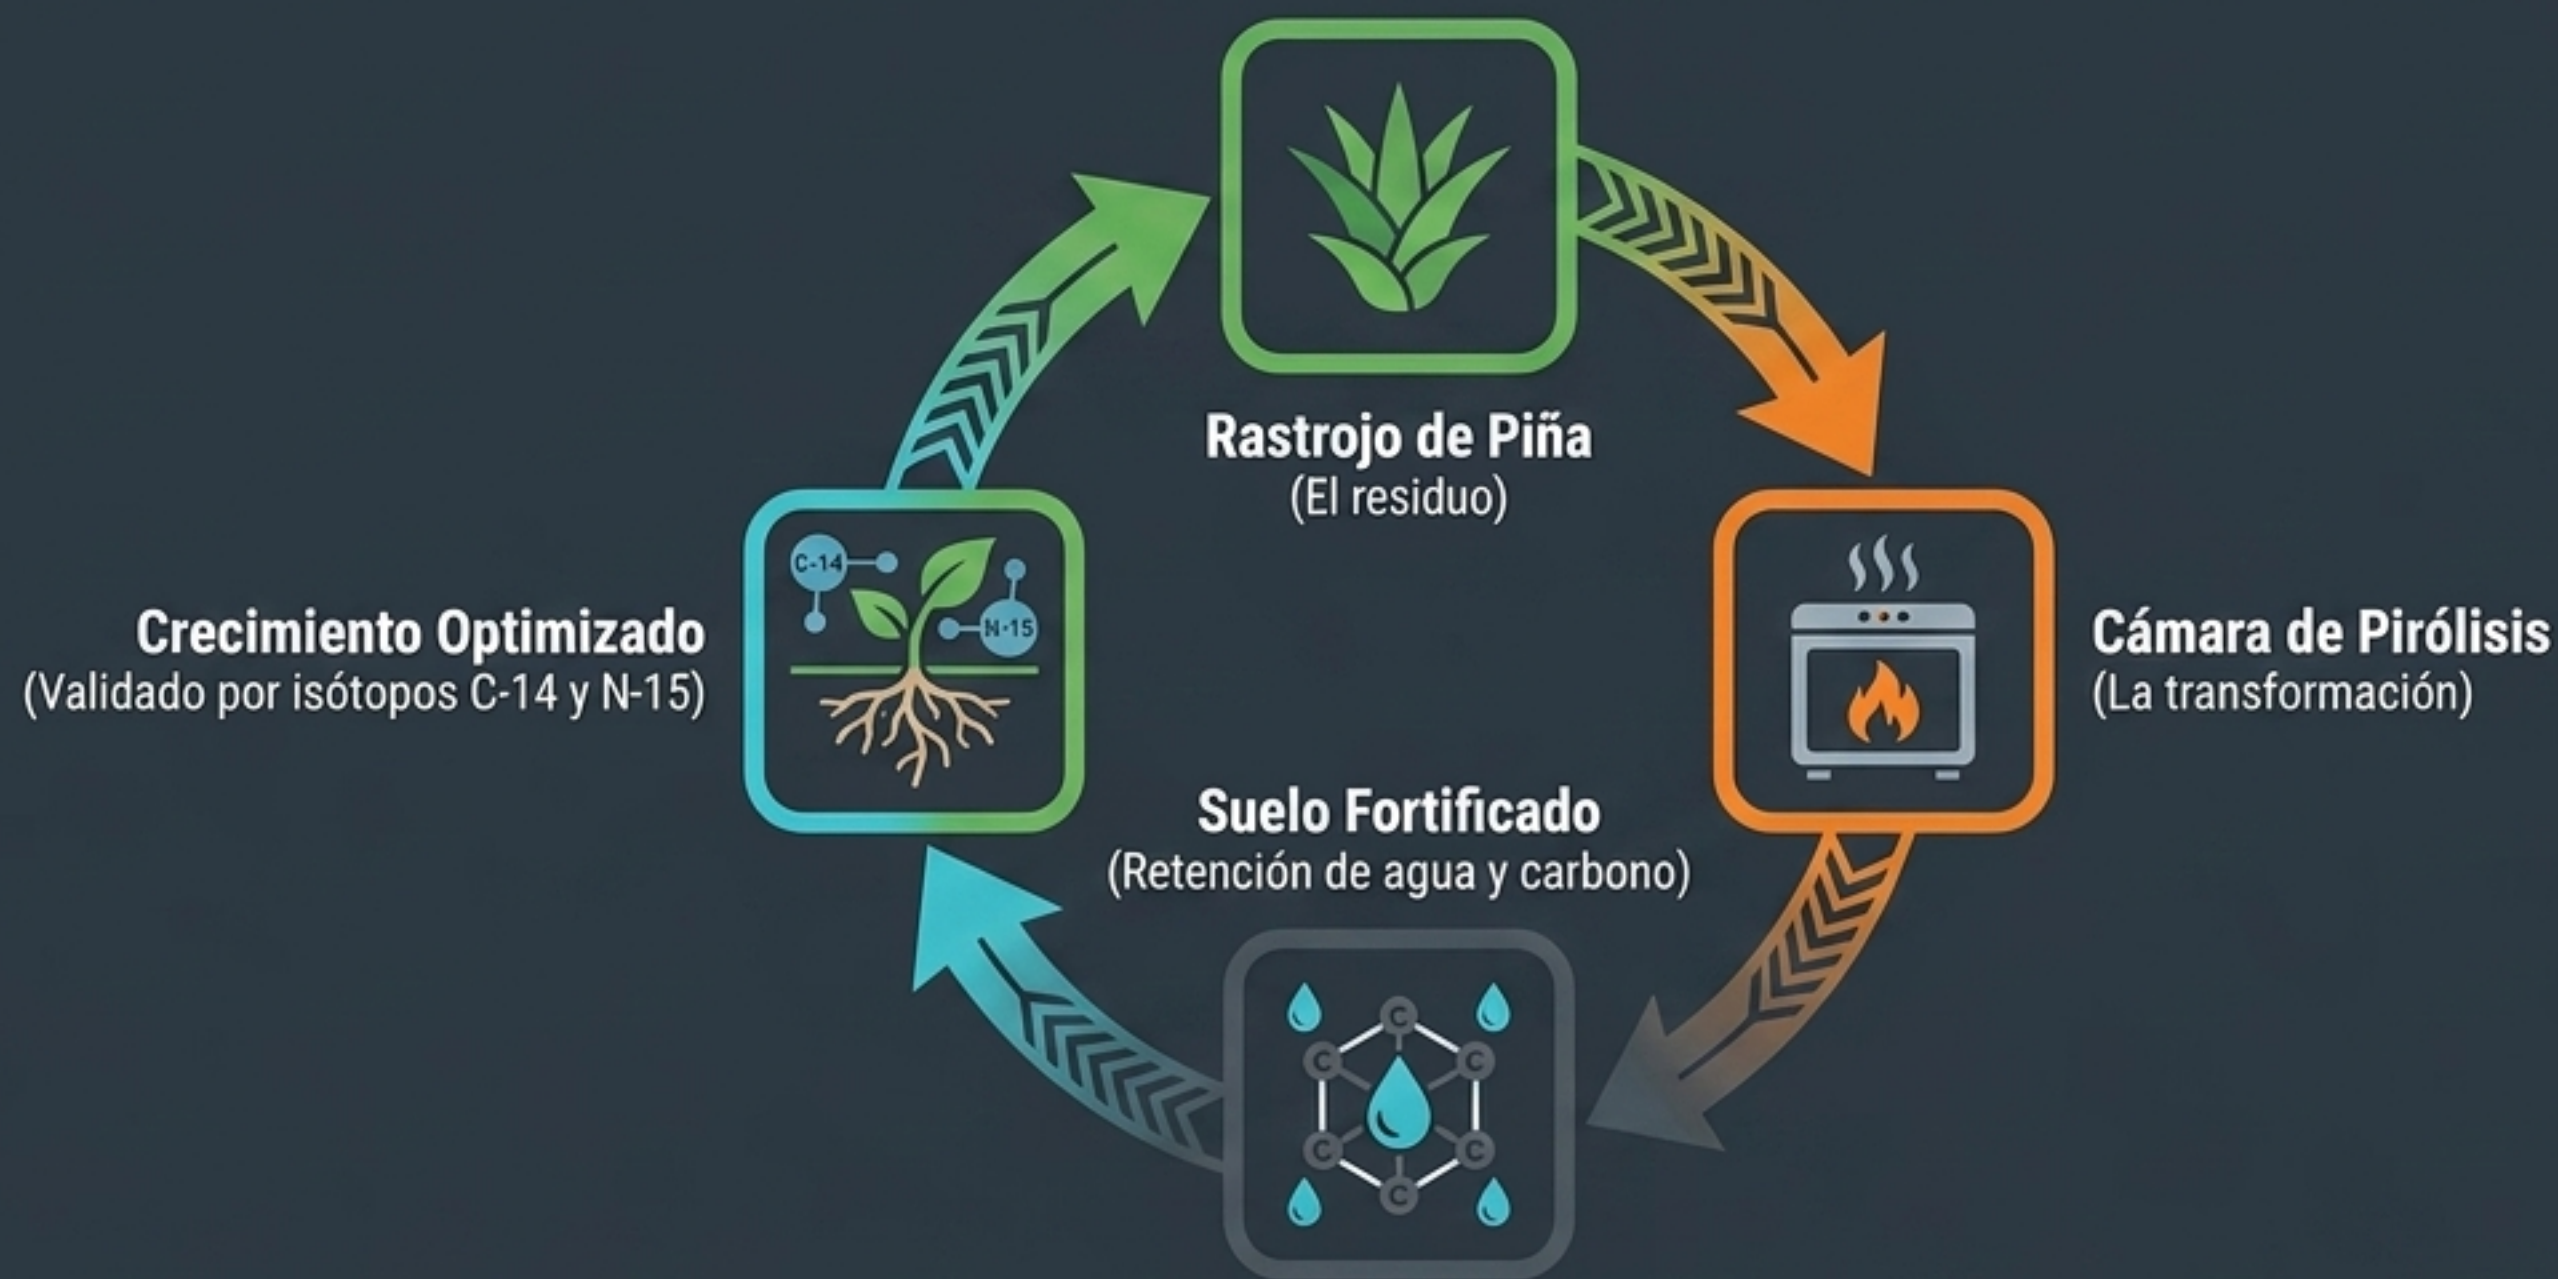 Rastrojo de Piña
(El residuo)
C-14
N-15
Crecimiento Optimizado
(Validado por isótopos C-14 y N-15)
Cámara de Pirólisis
(La transformación)
Suelo Fortificado
(Retención de agua y carbono)
C
C
C
C
C
C